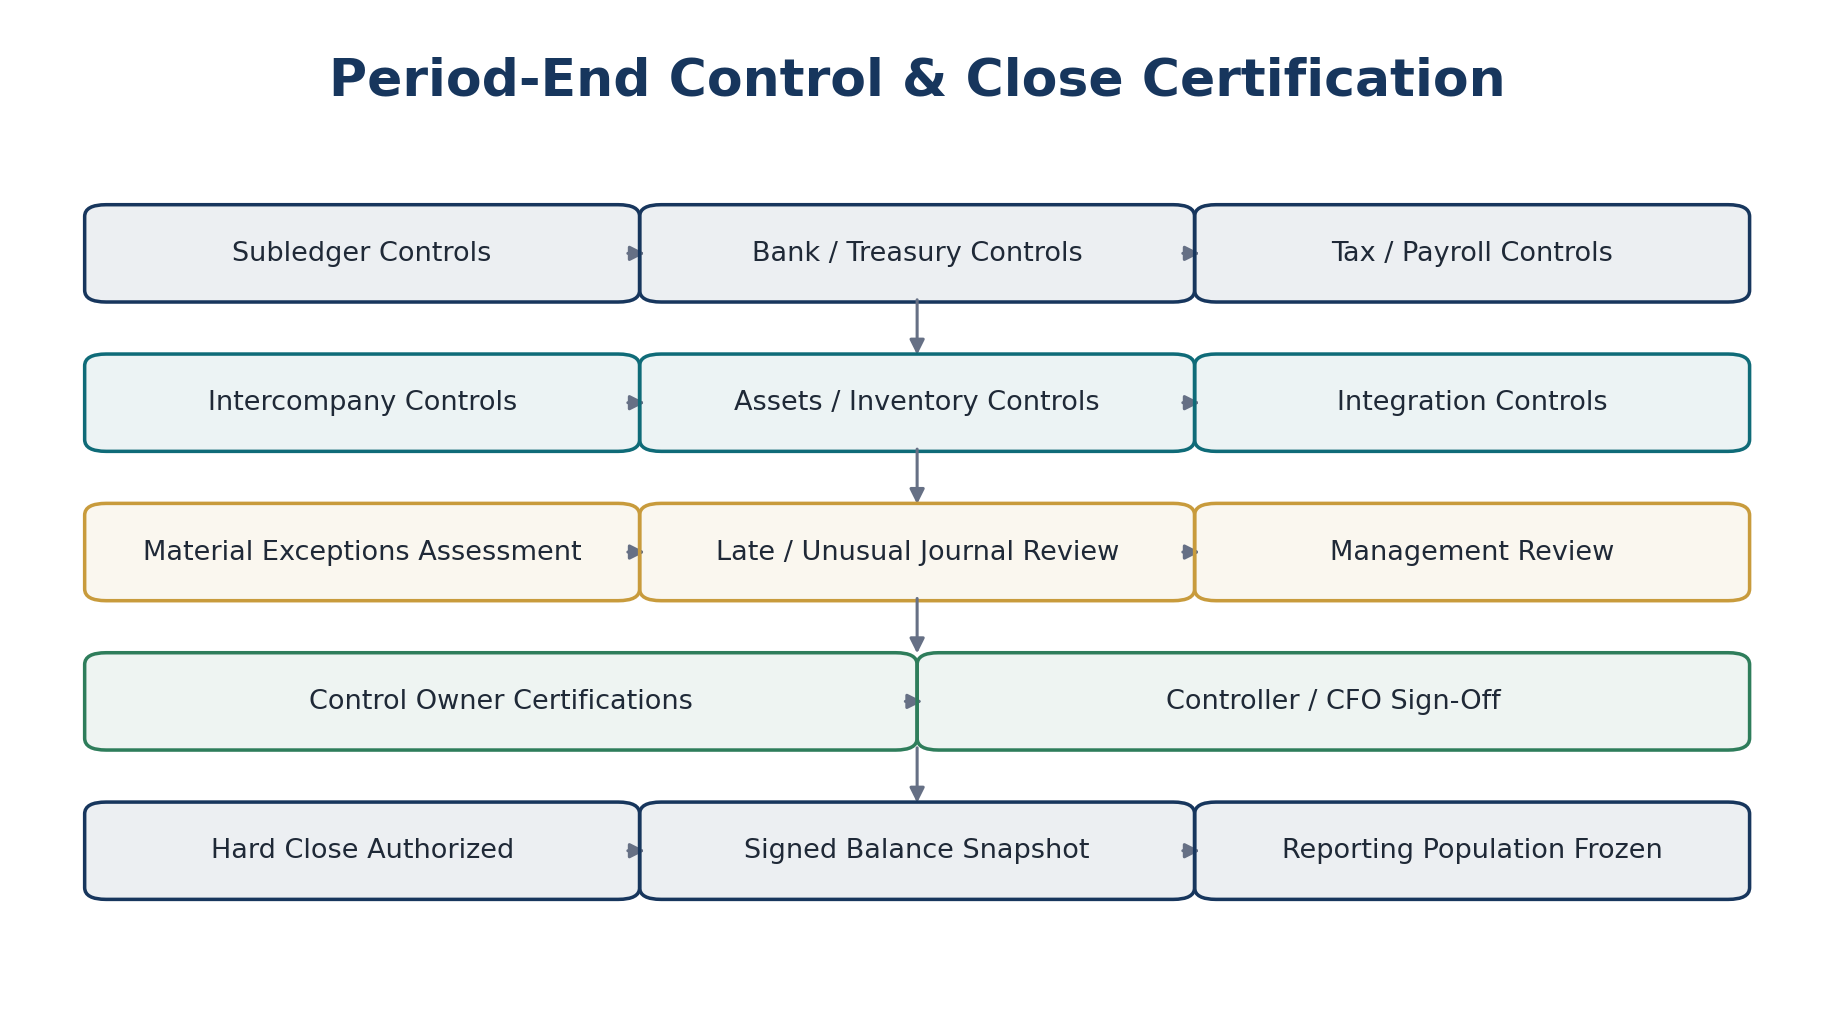 Period-End Control & Close Certification
Subledger Controls
Bank / Treasury Controls
Tax / Payroll Controls
Intercompany Controls
Assets / Inventory Controls
Integration Controls
Material Exceptions Assessment
Late / Unusual Journal Review
Management Review
Control Owner Certifications
Controller / CFO Sign-Off
Hard Close Authorized
Signed Balance Snapshot
Reporting Population Frozen